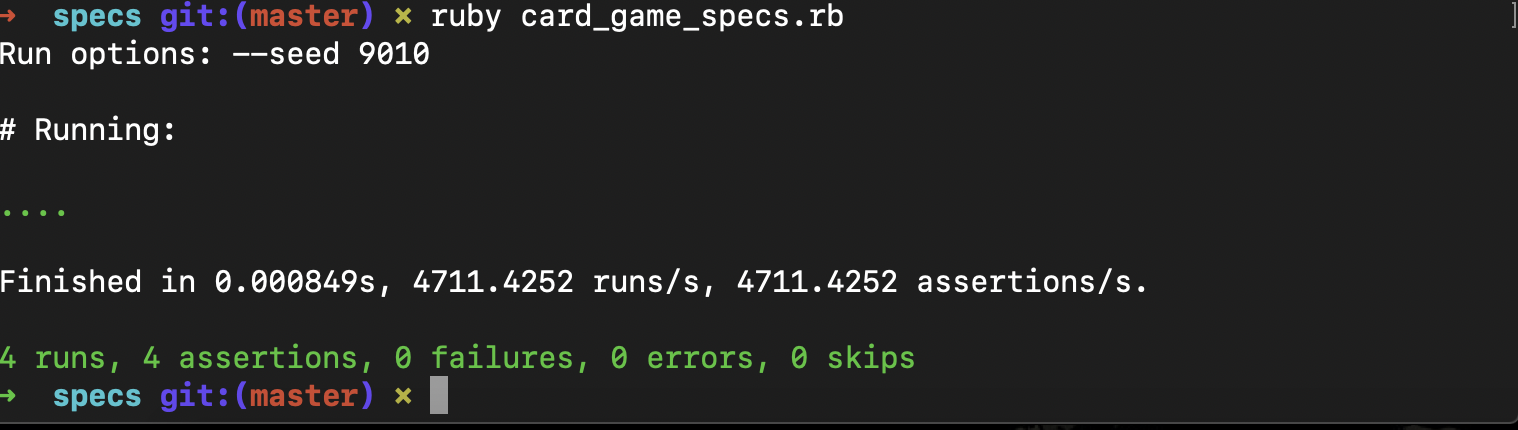 ➜  specs git:(master) ✗ ruby card_game_specs.rb
Run options: --seed 9010
# Running:
....
Finished in 0.000849s, 4711.4252 runs/s, 4711.4252 assertions/s.
4 runs, 4 assertions, 0 failures, 0 errors, 0 skips
➜  specs git:(master) ✗